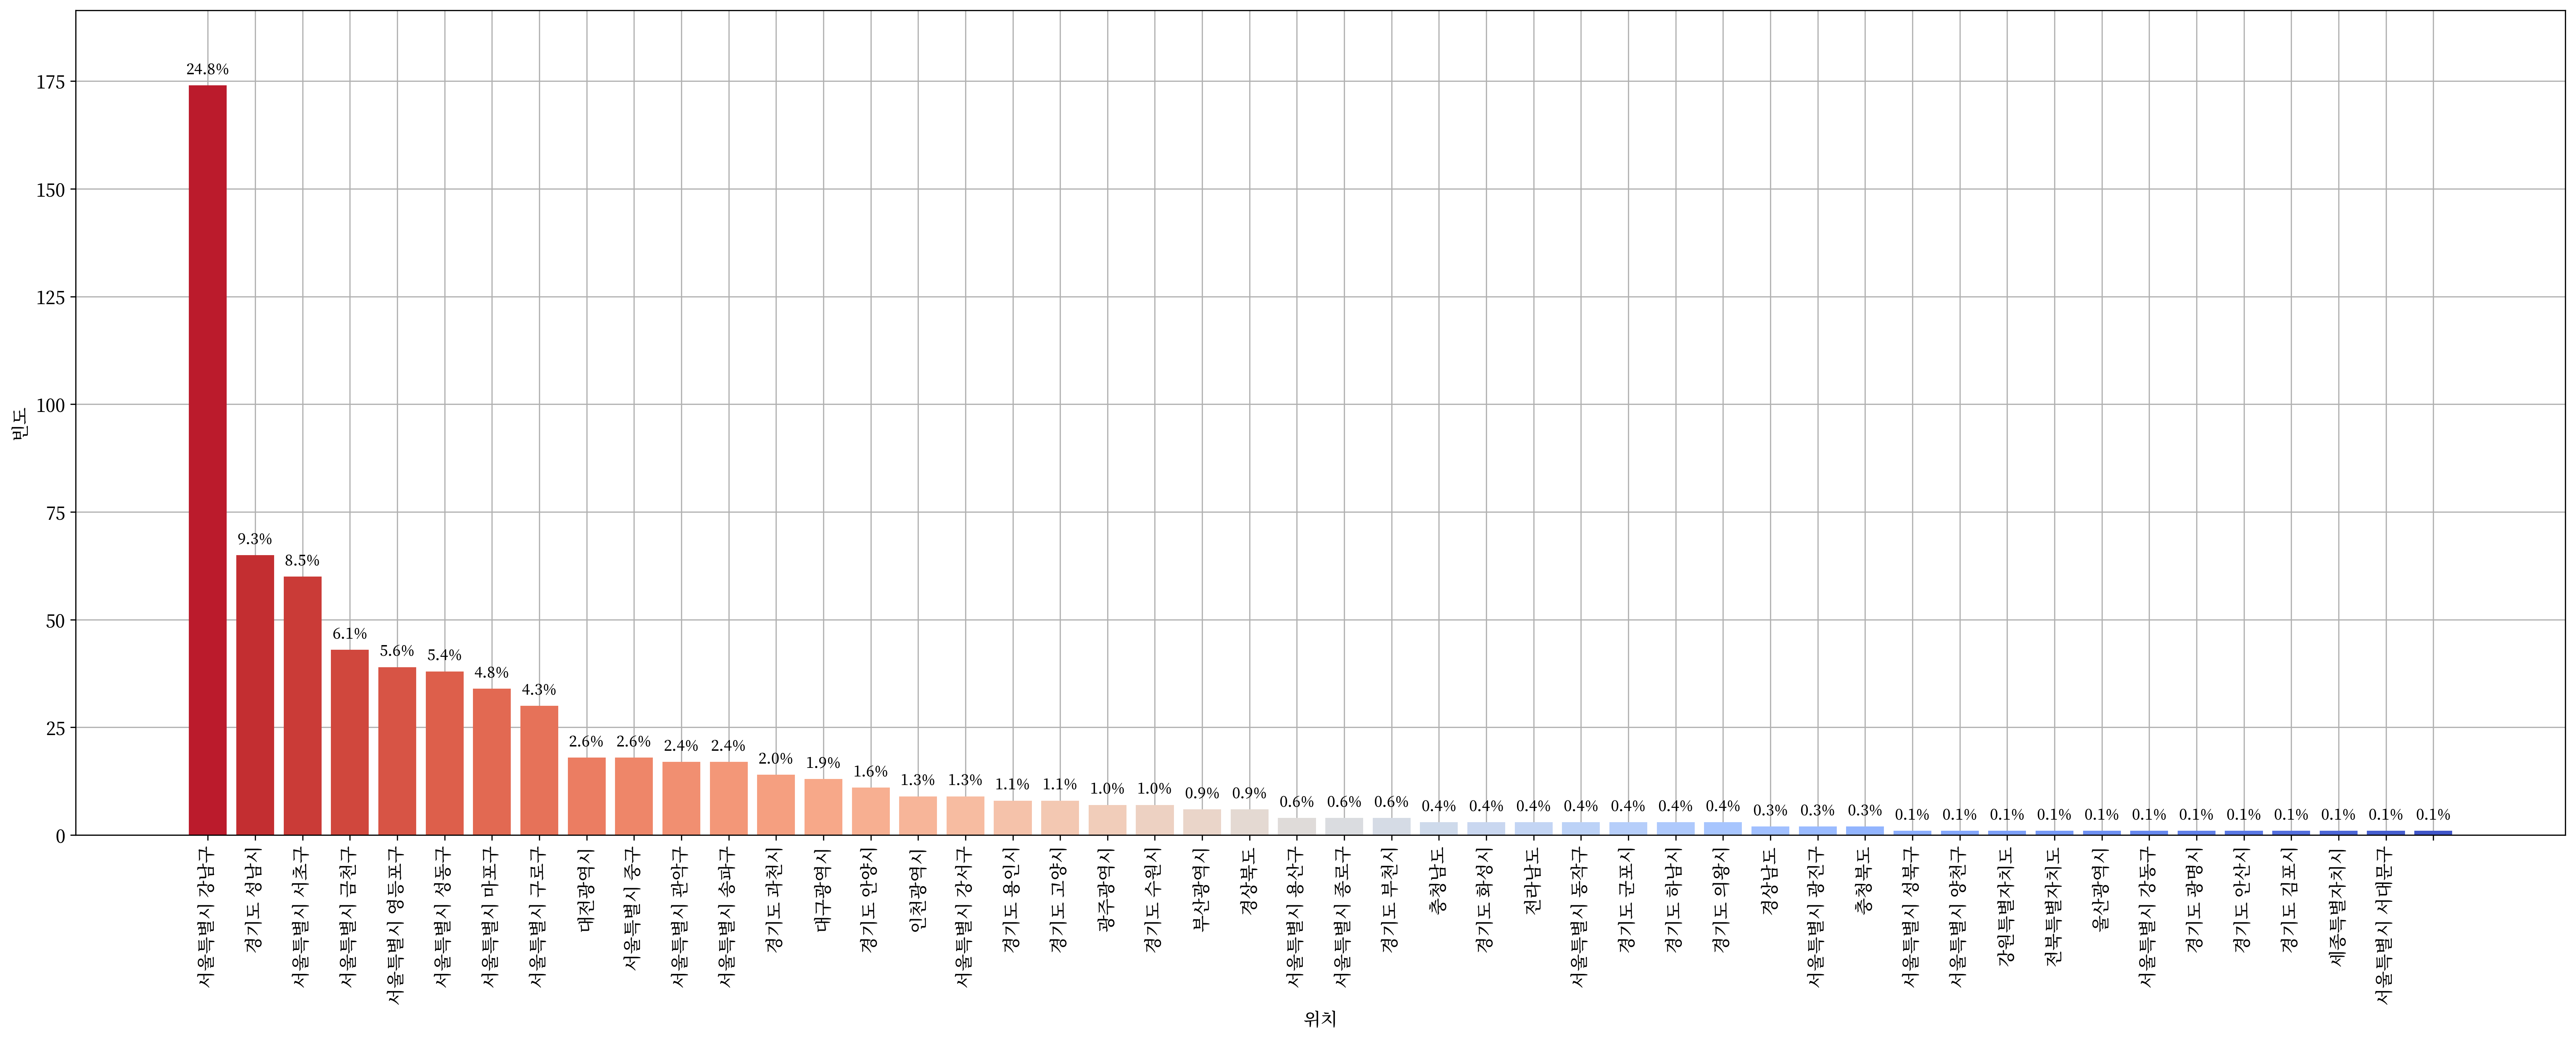 175
150
125
100
75
50
25
0
빈도
24.8%
9.3%
8.5%
6.1%
5.6%
5.4%
4.8%
4.3%
2.6%
2.6%
2.4%
2.4%
2.0%
1.9%
1.6%
1.3%
1.3%
1.1%
1.1%
1.0%
1.0%
0.9%
0.9%
0.6%
0.6%
0.6%
0.4%
0.4%
0.4%
0.4%
0.4%
0.4%
0.4%
0.3%
0.3%
0.3%
0.1%
0.1%
0.1%
0.1%
0.1%
0.1%
0.1%
0.1%
0.1%
0.1%
0.1%
0.1%
서울특별시 강남구
경기도 성남시
서울특별시 서초구
서울특별시 금천구
서울특별시 영등포구
서울특별시 성동구
서울특별시 마포구
서울특별시 구로구
대전광역시
서울특별시 중구
서울특별시 관악구
서울특별시 송파구
경기도 과천시
대구광역시
경기도 안양시
인천광역시
서울특별시 강서구
경기도 용인시
경기도 고양시
광주광역시
경기도 수원시
부산광역시
경상북도
서울특별시 용산구
서울특별시 종로구
경기도 부천시
충청남도
경기도 화성시
전라남도
서울특별시 동작구
경기도 군포시
경기도 하남시
경기도 의왕시
경상남도
서울특별시 광진구
충청북도
서울특별시 성북구
서울특별시 양천구
강원특별자치도
전북특별자치도
울산광역시
서울특별시 강동구
경기도 광명시
경기도 안산시
경기도 김포시
세종특별자치시
서울특별시 서대문구
위치